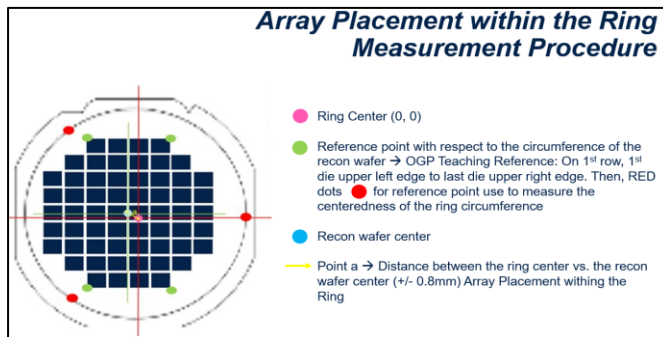 Array Placement within the Ring
Measurement Procedure
Ring Center (0, 0)
Reference point with respect to the circumference of the
recon wafer → OGP Teaching Reference: On 1st row, 1st
die upper left edge to last die upper right edge. Then, RED
dots for reference point use to measure the
centeredness of the ring circumference
Recon wafer center
Point a → Distance between the ring center vs. the recon
wafer center (+/- 0.8mm) Array Placement withing the
Ring